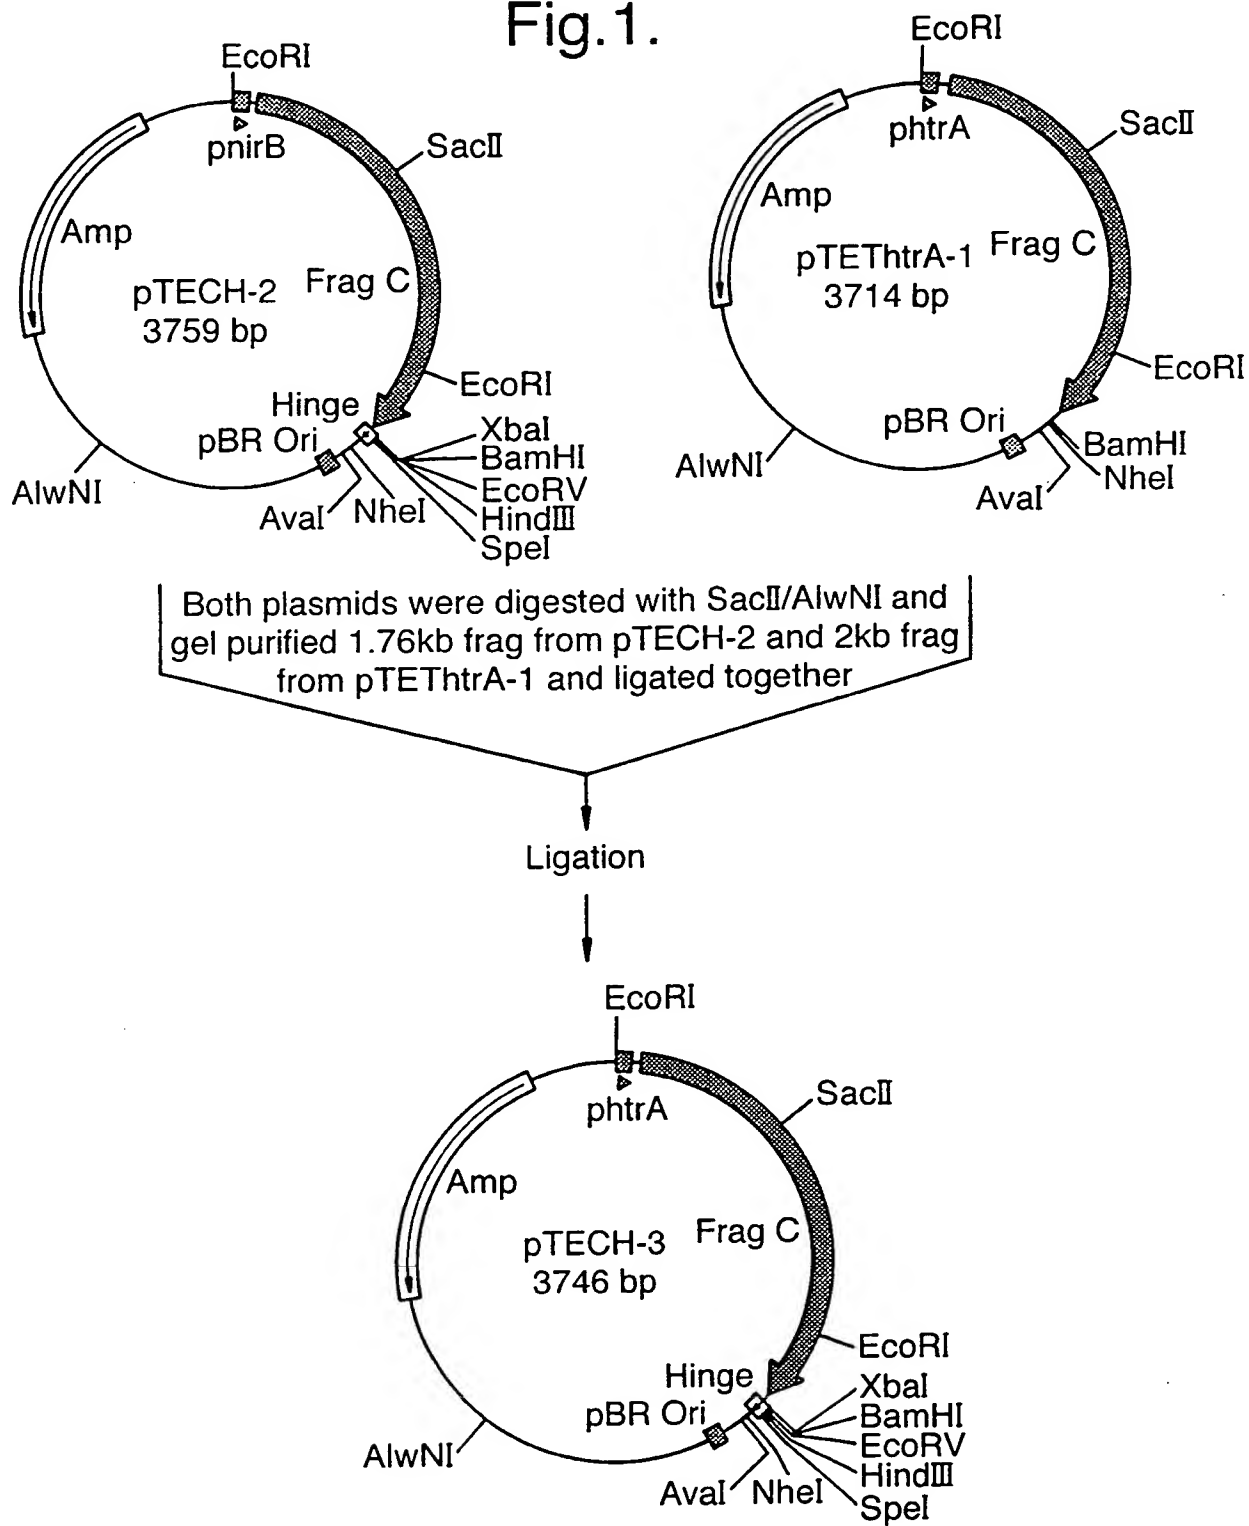 Fig.1.
EcoRI
pnirB
SacII
Amp
pTECH-2
3759 bp
Frag C
EcoRI
Hinge
pBR Ori
XbaI
BamHI
EcoRV
HindIII
SpeI
NheI
AvaI
AlwNI
EcoRI
phtrA
SacII
Amp
pTEThtrA-1
3714 bp
Frag C
EcoRI
pBR Ori
BamHI
NheI
AvaI
AlwNI
Both plasmids were digested with SacII/AlwNI and
gel purified 1.76kb frag from pTECH-2 and 2kb frag
from pTEThtrA-1 and ligated together
Ligation
EcoRI
phtrA
SacII
Amp
pTECH-3
3746 bp
Frag C
EcoRI
Hinge
pBR Ori
XbaI
BamHI
EcoRV
HindIII
SpeI
NheI
AvaI
AlwNI